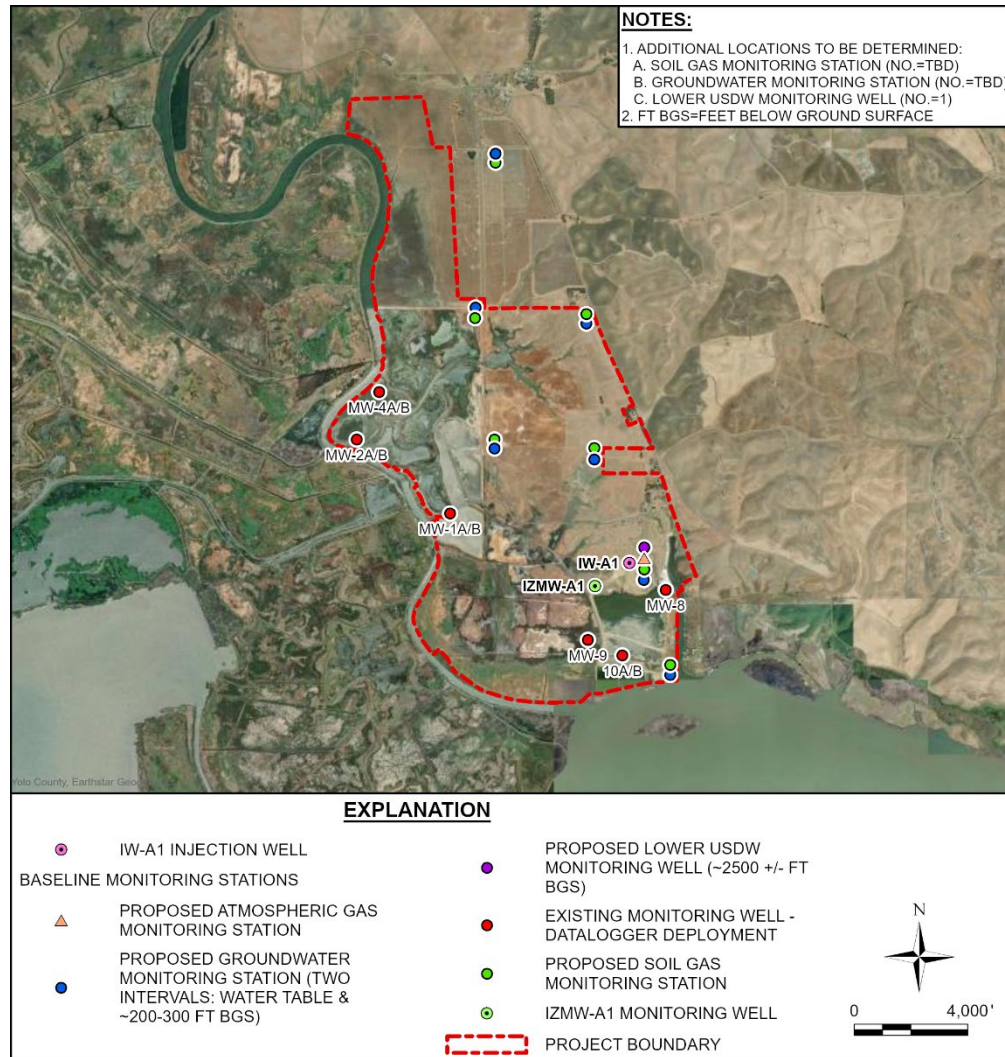 NOTES:
1. ADDITIONAL LOCATIONS TO BE DETERMINED:
A. SOIL GAS MONITORING STATION (NO.=TBD)
B. GROUNDWATER MONITORING STATION (NO.=TBD)
C. LOWER USDW MONITORING WELL (NO.=1)
2. FT BGS=FEET BELOW GROUND SURFACE
MW-4A/B
MW-2A/B
MW-1A/B
IW-A1
IZMW-A1
MW-8
MW-9
10A/B
Yolo County, Earthstar
EXPLANATION
IW-A1 INJECTION WELL
BASELINE MONITORING STATIONS
PROPOSED ATMOSPHERIC GAS
MONITORING STATION
PROPOSED GROUNDWATER
MONITORING STATION (TWO
INTERVALS: WATER TABLE &
~200-300 FT BGS)
PROPOSED LOWER USDW
MONITORING WELL (~2500 +/- FT
BGS)
EXISTING MONITORING WELL -
DATALOGGER DEPLOYMENT
PROPOSED SOIL GAS
MONITORING STATION
IZMW-A1 MONITORING WELL
PROJECT BOUNDARY
N
0 4,000'